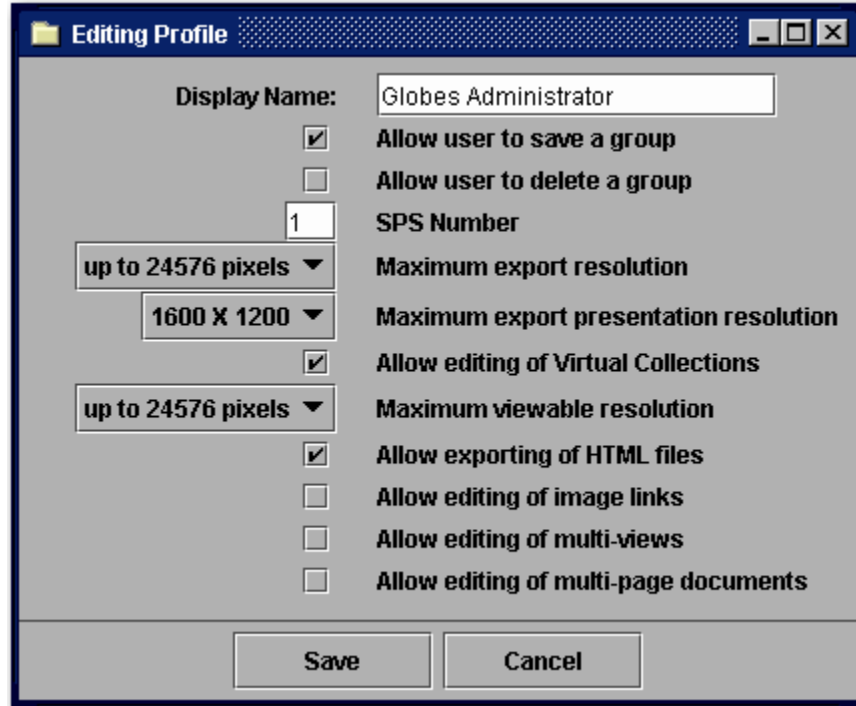 Editing Profile
Display Name: Globes Administrator
Allow user to save a group
Allow user to delete a group
1 SPS Number
up to 24576 pixels Maximum export resolution
1600 X 1200 Maximum export presentation resolution
Allow editing of Virtual Collections
up to 24576 pixels Maximum viewable resolution
Allow exporting of HTML files
Allow editing of image links
Allow editing of multi-views
Allow editing of multi-page documents
Save Cancel